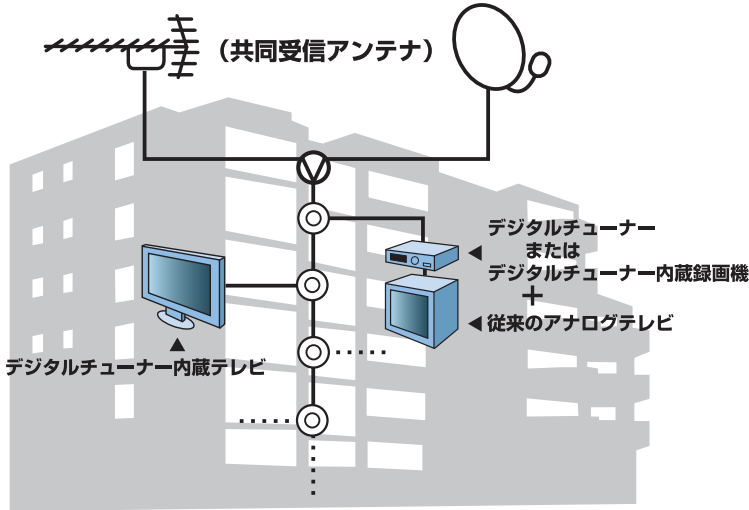 （共同受信アンテナ）
デジタルチューナー
または
デジタルチューナー内蔵録画機
＋
◀従来のアナログテレビ
デジタルチューナー内蔵テレビ